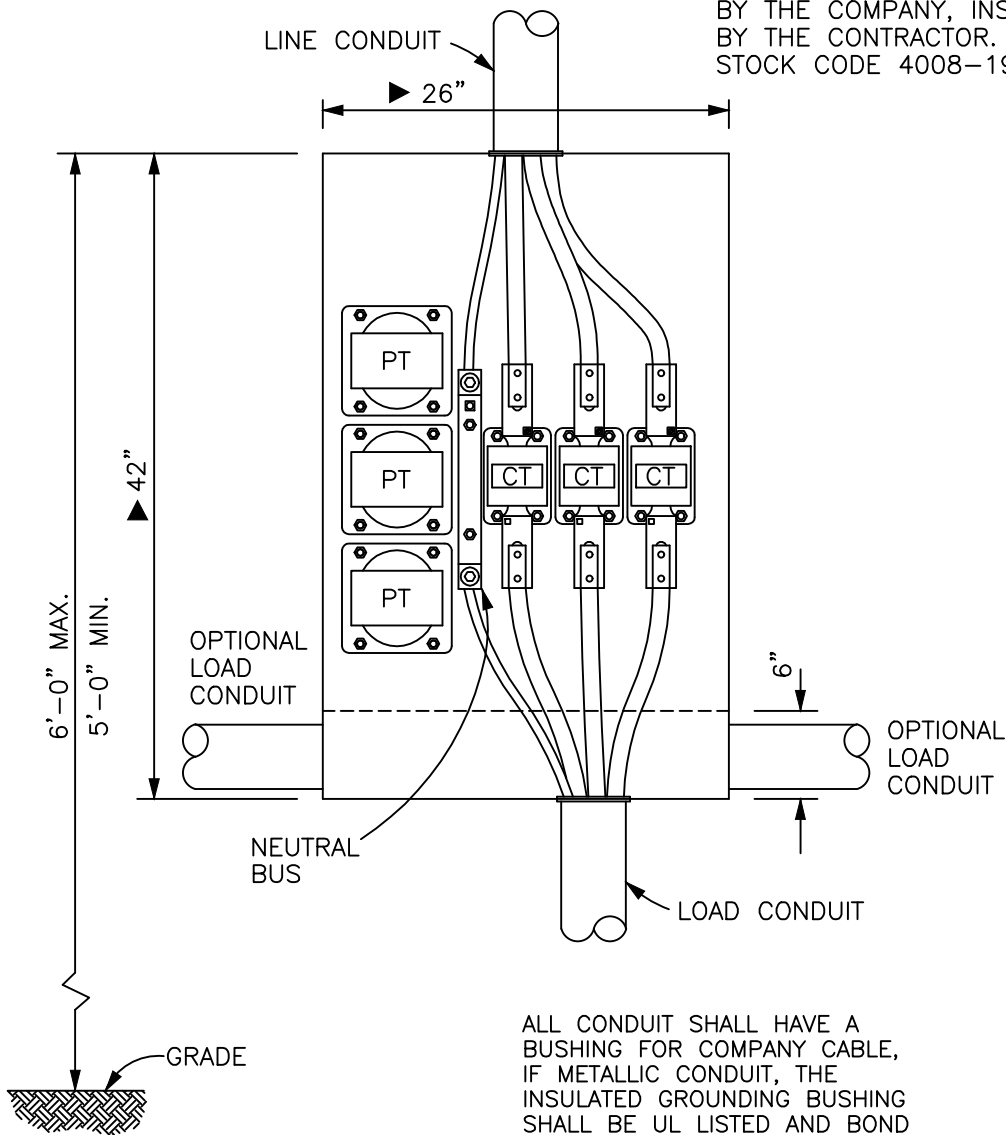 BY THE COMPANY, INS
BY THE CONTRACTOR.
STOCK CODE 4008-19
LINE CONDUIT
▶ 26”
PT
PT
PT
CT CT CT
▶ 42”
6’-0” MAX.
5’-0” MIN.
OPTIONAL
LOAD
CONDUIT
6”
OPTIONAL
LOAD
CONDUIT
NEUTRAL
BUS
LOAD CONDUIT
GRADE
ALL CONDUIT SHALL HAVE A
BUSHING FOR COMPANY CABLE,
IF METALLIC CONDUIT, THE
INSULATED GROUNDING BUSHING
SHALL BE UL LISTED AND BOND